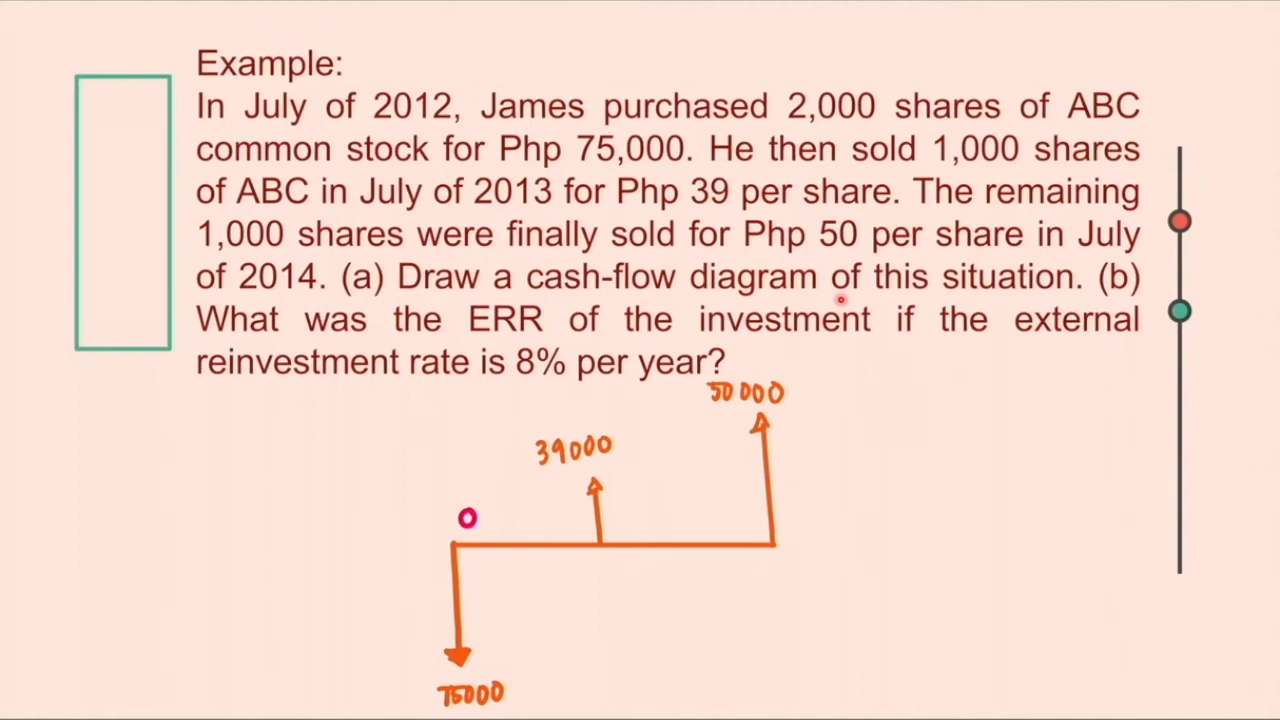 Example:
In July of 2012, James purchased 2,000 shares of ABC
common stock for Php 75,000. He then sold 1,000 shares
of ABC in July of 2013 for Php 39 per share. The remaining
1,000 shares were finally sold for Php 50 per share in July
of 2014. (a) Draw a cash-flow diagram of this situation. (b)
What was the ERR of the investment if the external
reinvestment rate is 8% per year?
50000
39000
0
75000